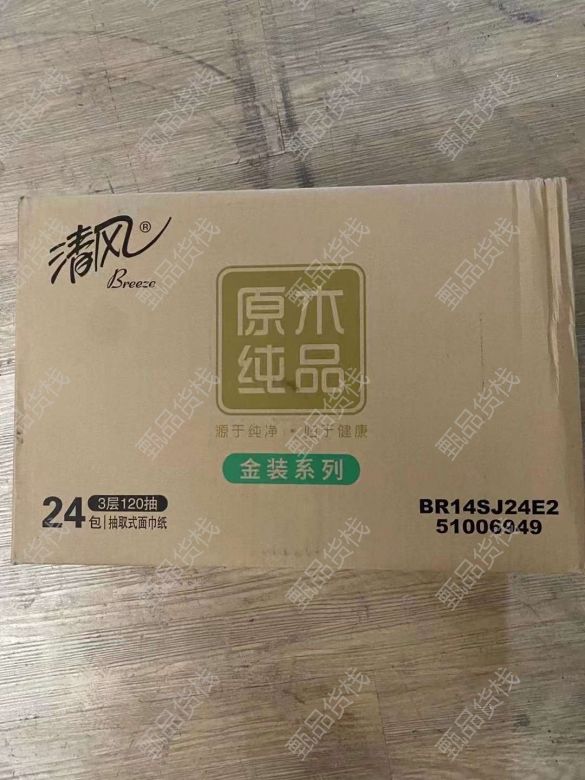 清风®
Breeze
原木
纯品
源于纯净·心于健康
金装系列
24包
3层120抽
抽取式面巾纸
BR14SJ24E2
51006949
甄品货栈